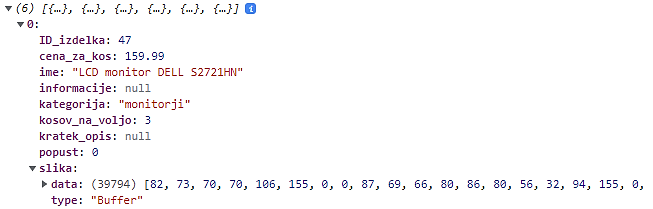 (6) [{…}, {…}, {…}, {…}, {…}, {…}] i
0:
ID_izdelka: 47
cena_za_kos: 159.99
ime: "LCD monitor DELL S2721HN"
informacije: null
kategorija: "monitorji"
kosov_na_voljo: 3
kratek_opis: null
popust: 0
slika:
data: (39794) [82, 73, 70, 70, 106, 155, 0, 0, 87, 69, 66, 80, 86, 80, 56, 32, 94, 155, 0,
type: "Buffer"